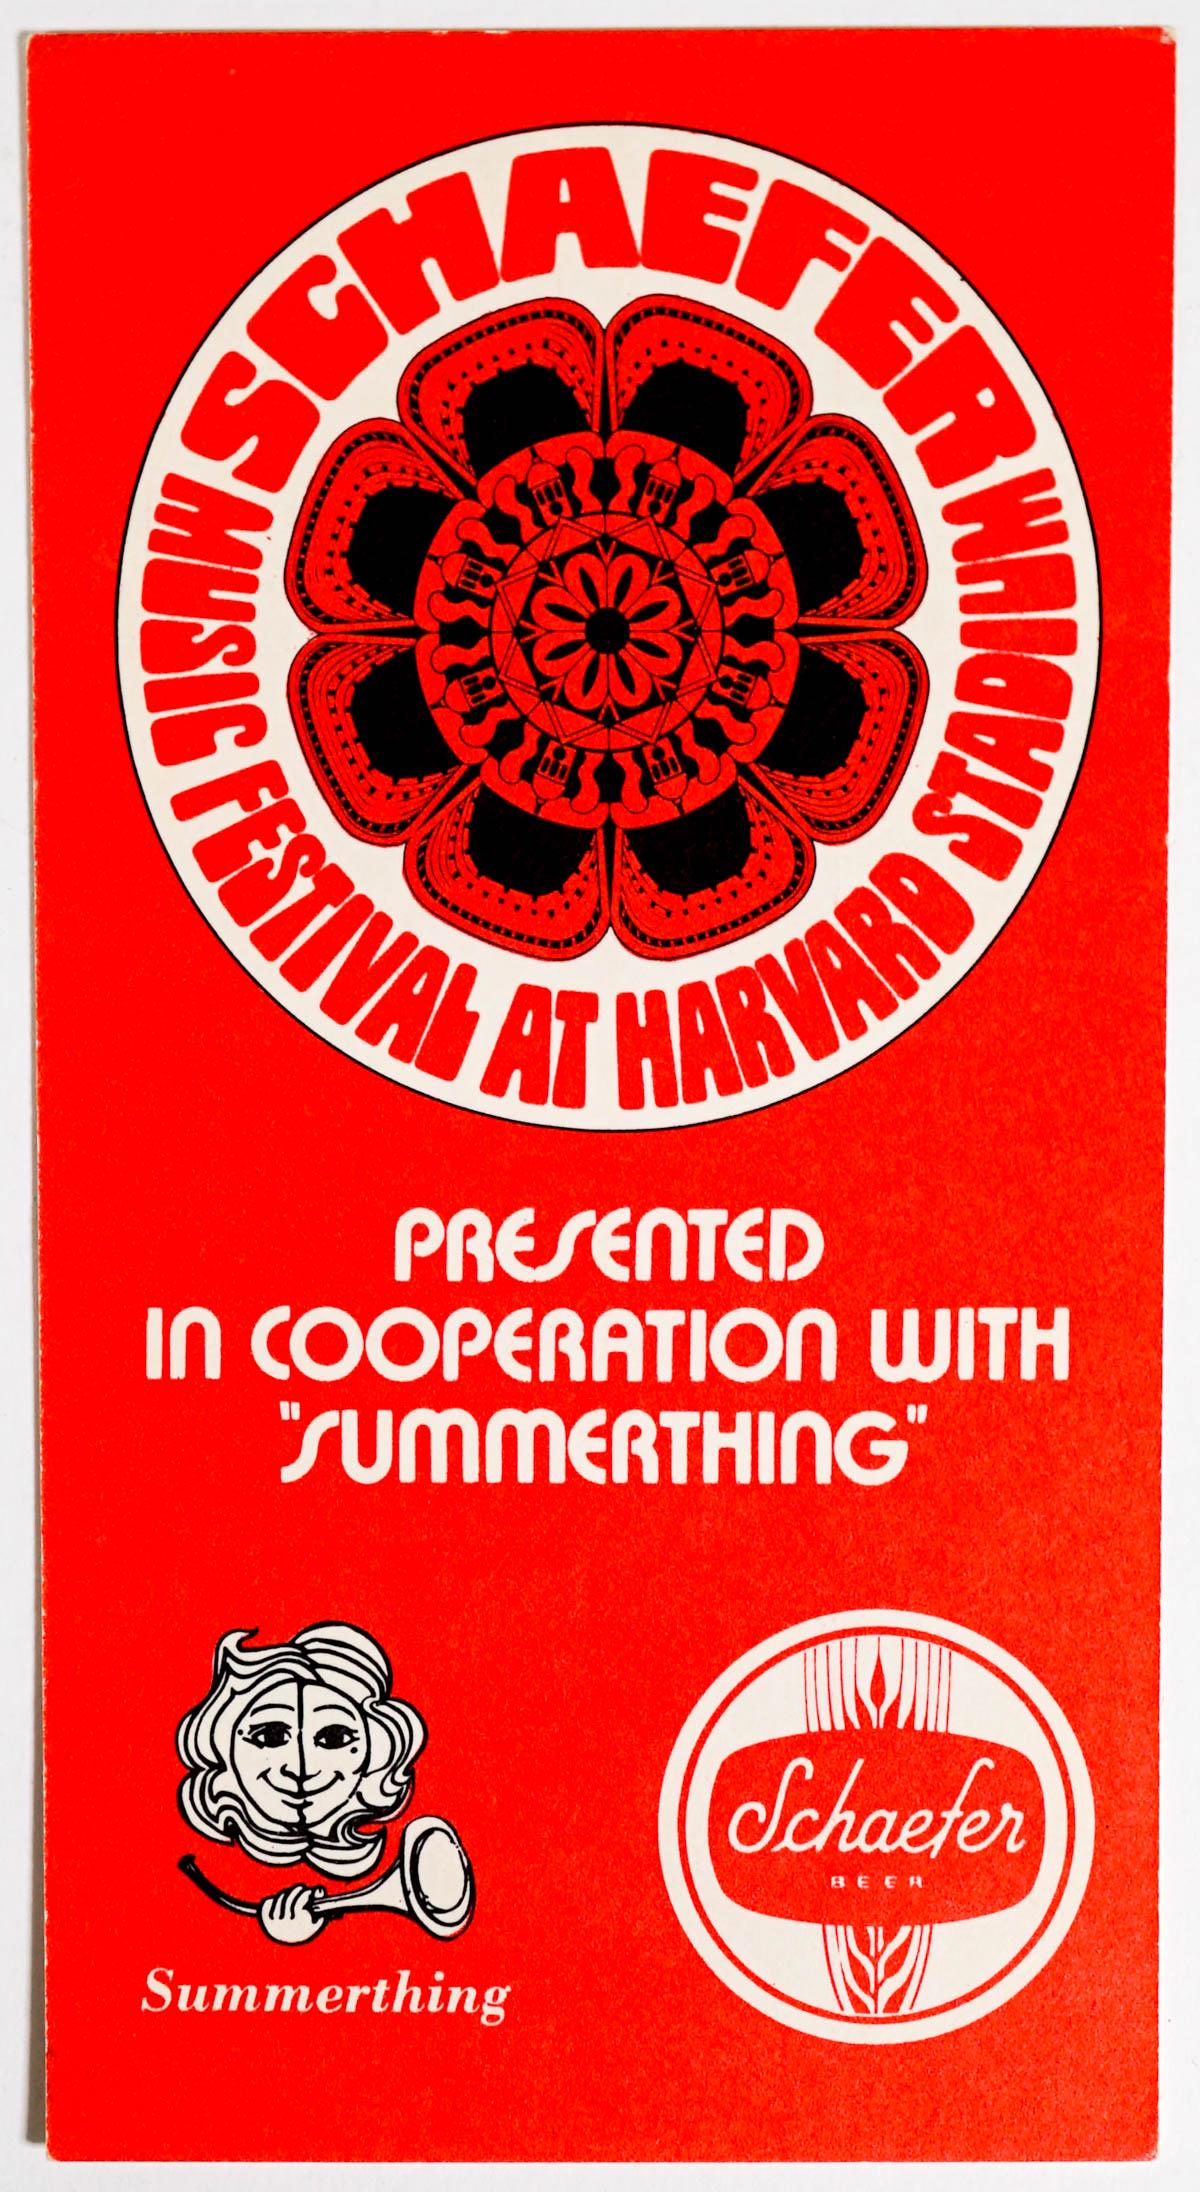 SCHAEFER MUSIC FESTIVAL AT HARVARD STADIUM
PRESENTED
IN COOPERATION WITH
"SUMMERTHING"
Summerthing
Schaefer
BEER